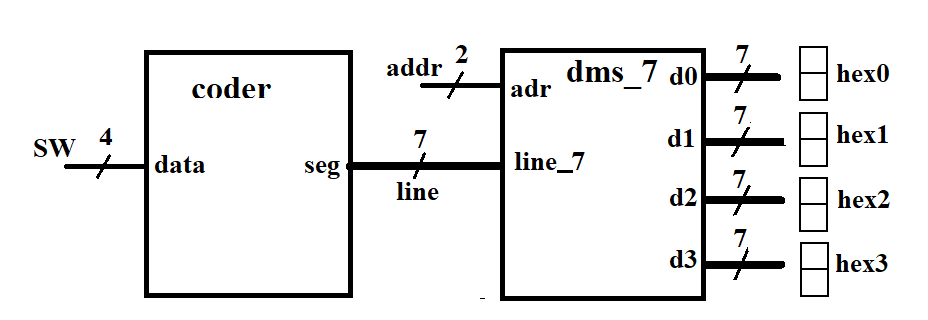 coder
SW
4
data
seg
7
line
addr
2
adr
dms_7
line_7
d0
7
hex0
d1
7
hex1
d2
7
hex2
d3
7
hex3